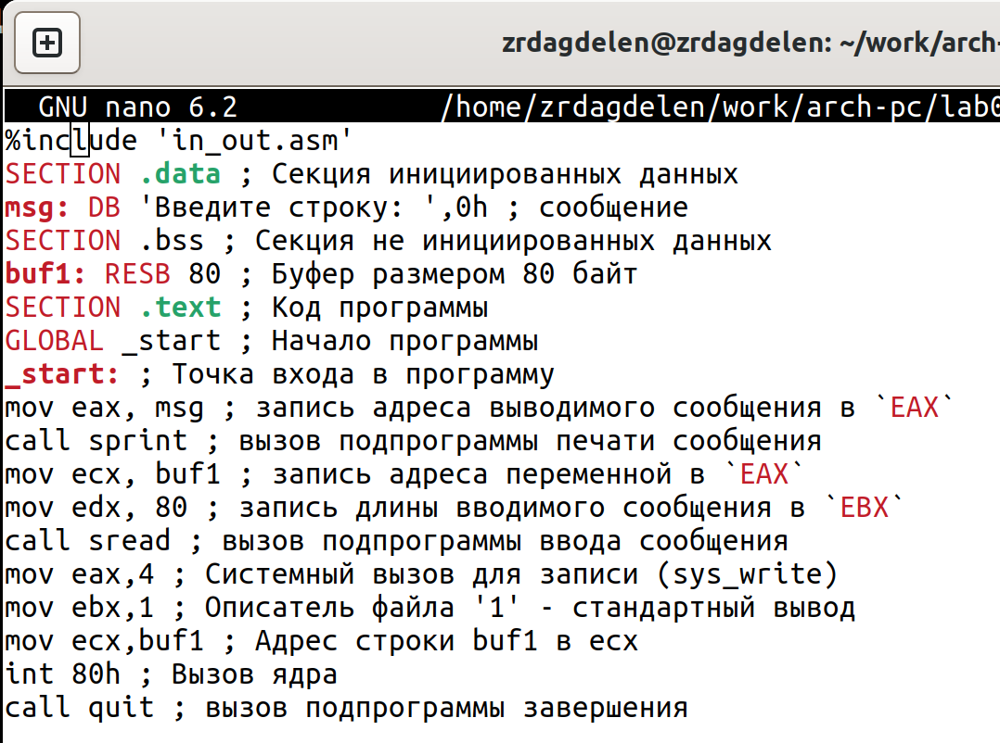 zrdagdelen@zrdagdelen: ~/work/arch-
GNU nano 6.2 /home/zrdagdelen/work/arch-pc/lab0
%include 'in_out.asm'
SECTION .data ; Секция инициированных данных
msg: DB 'Введите строку: ',0h ; сообщение
SECTION .bss ; Секция не инициированных данных
buf1: RESB 80 ; Буфер размером 80 байт
SECTION .text ; Код программы
GLOBAL _start ; Начало программы
_start: ; Точка входа в программу
mov eax, msg ; запись адреса выводимого сообщения в `EAX`
call sprint ; вызов подпрограммы печати сообщения
mov ecx, buf1 ; запись адреса переменной в `EAX`
mov edx, 80 ; запись длины вводимого сообщения в `EBX`
call sread ; вызов подпрограммы ввода сообщения
mov eax,4 ; Системный вызов для записи (sys_write)
mov ebx,1 ; Описатель файла '1' - стандартный вывод
mov ecx,buf1 ; Адрес строки buf1 в ecx
int 80h ; Вызов ядра
call quit ; вызов подпрограммы завершения